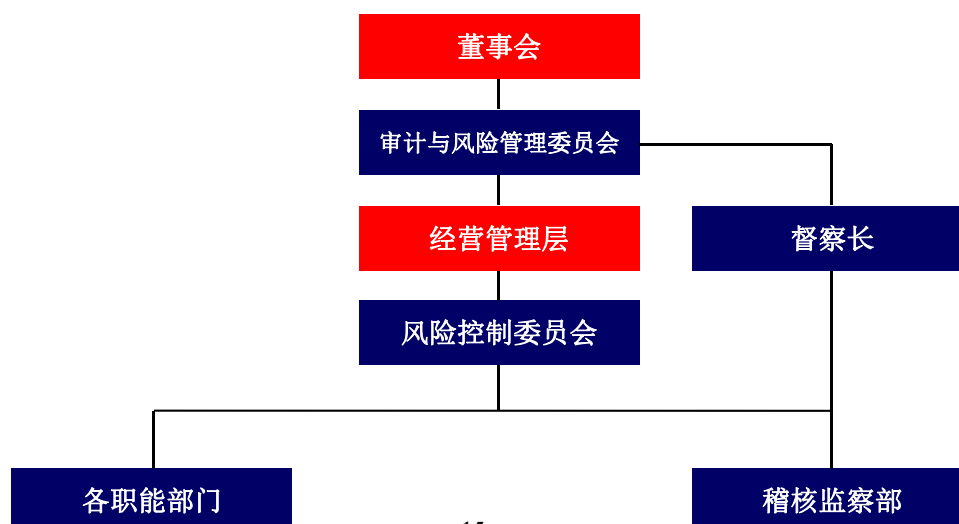 董事会
审计与风险管理委员会
经营管理层
督察长
风险控制委员会
各职能部门
稽核监察部